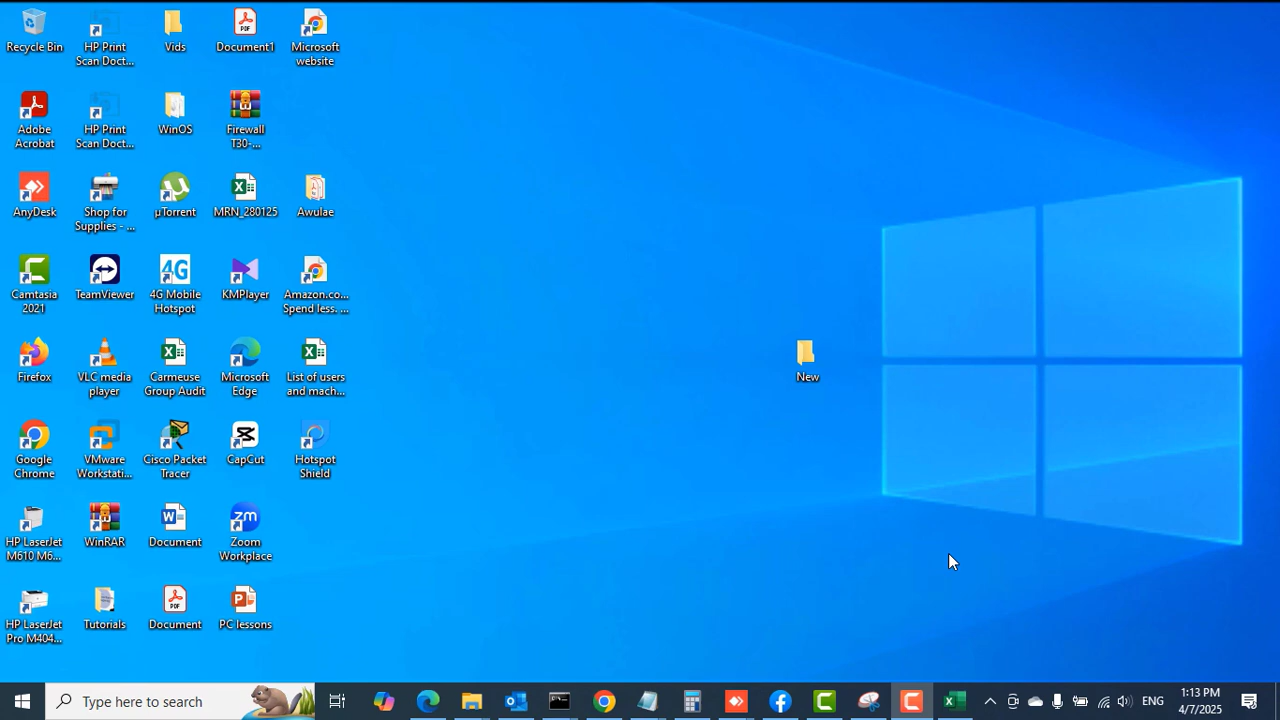 Recycle Bin
HP Print
Scan Doct...
Vids
Document1
Microsoft
website
Adobe
Acrobat
HP Print
Scan Doct...
WinOS
Firewall
T30-...
AnyDesk
Shop for
Supplies - ...
µTorrent
MRN_280125
Awulae
Camtasia
2021
TeamViewer
4G
4G Mobile
Hotspot
KMPlayer
Amazon.co...
Spend less. ...
Firefox
VLC media
player
Carmeuse
Group Audit
Microsoft
Edge
List of users
and mach...
New
Google
Chrome
VMware
Workstati...
Cisco Packet
Tracer
CapCut
Hotspot
Shield
HP LaserJet
M610 M6...
WinRAR
Document
zm
Zoom
Workplace
HP LaserJet
Pro M404...
Tutorials
PDF
Document
PC lessons
Type here to search
ENG
1:13 PM
4/7/2025